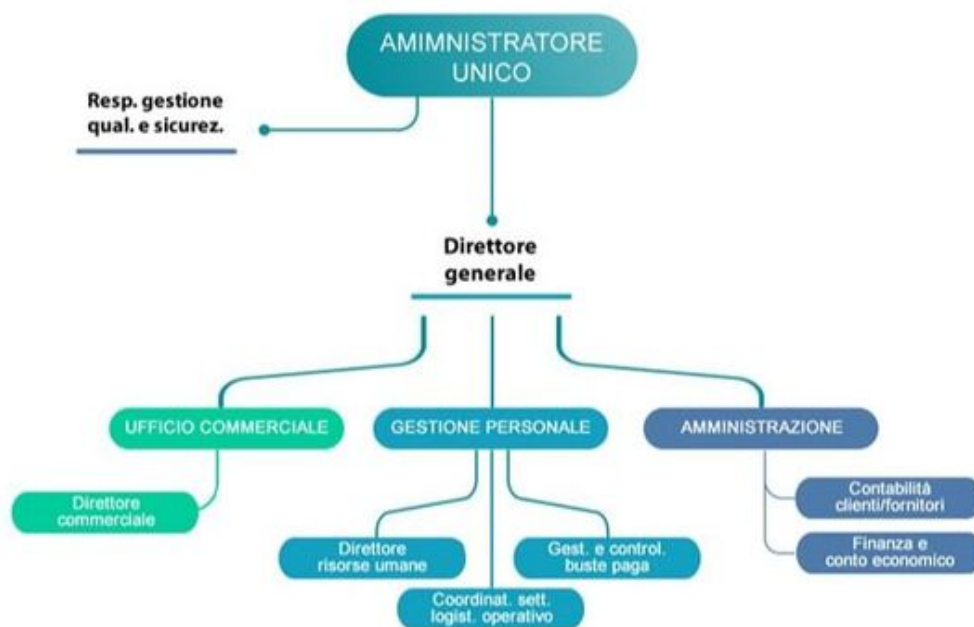 AMIMNISTRATORE
UNICO
Resp. gestione
qual. e sicurez.
Direttore
generale
UFFICIO COMMERCIALE
GESTIONE PERSONALE
AMMINISTRAZIONE
Direttore
commerciale
Contabilità
clienti/fornitori
Direttore
risorse umane
Gest. e control.
buste paga
Finanza e
conto economico
Coordinat. sett.
logist. operativo